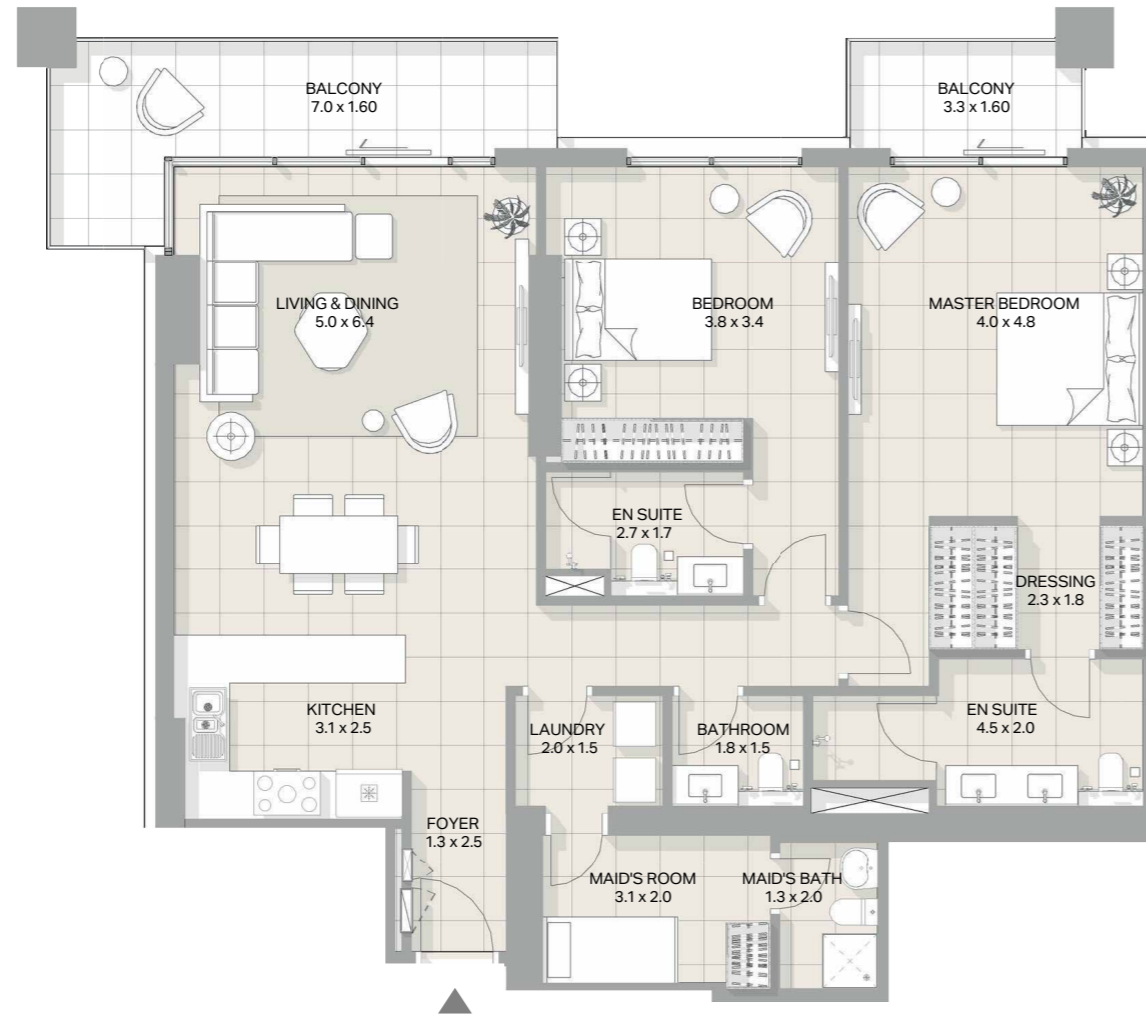 BALCONY
7.0 x 1.60
BALCONY
3.3 x 1.60
LIVING & DINING
5.0 x 6.4
BEDROOM
3.8 x 3.4
MASTER BEDROOM
4.0 x 4.8
EN SUITE
2.7 x 1.7
DRESSING
2.3 x 1.8
KITCHEN
3.1 x 2.5
LAUNDRY
2.0 x 1.5
BATHROOM
1.8 x 1.5
EN SUITE
4.5 x 2.0
FOYER
1.3 x 2.5
MAID'S ROOM
3.1 x 2.0
MAID'S BATH
1.3 x 2.0